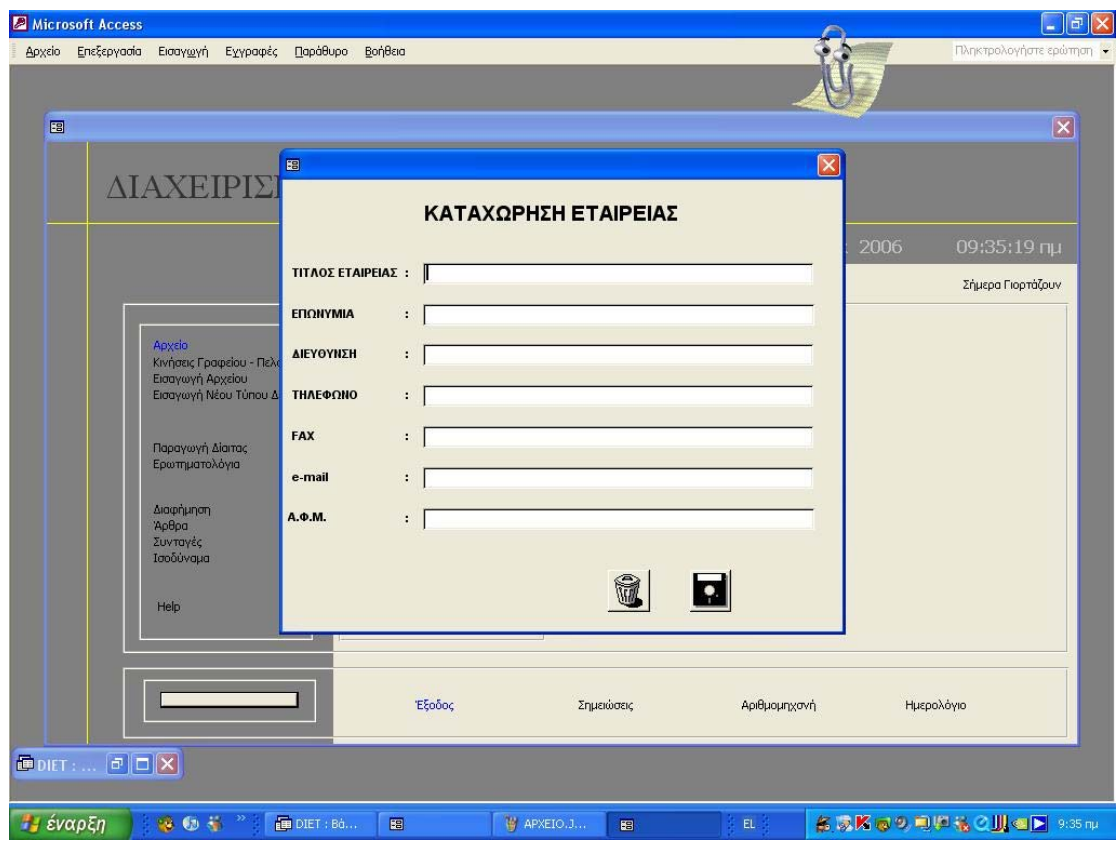 Microsoft Access
Αρχείο Επεξεργασία Εισαγωγή Εγγραφές Παράθυρο Βοήθεια
Πληκτρολογήστε ερώτηση
ΔΙΑΧΕΙΡΙΣ
ΚΑΤΑΧΩΡΗΣΗ ΕΤΑΙΡΕΙΑΣ
2006 09:35:19 πμ
Σήμερα Γιορτάζουν
ΤΙΤΛΟΣ ΕΤΑΙΡΕΙΑΣ :
ΕΠΩΝΥΜΙΑ :
ΔΙΕΥΘΥΝΣΗ :
ΤΗΛΕΦΩΝΟ :
FAX :
e-mail :
Α.Φ.Μ. :
Αρχείο
Κινήσεις Γραφείου - Πελ
Εισαγωγή Αρχείου
Εισαγωγή Νέου Τύπου Δ
Παραγωγή Δίαιτας
Ερωτηματολόγια
Διαφήμηση
Άρθρα
Συνταγές
Ισοδύναμα
Help
Έξοδος Σημειώσεις Αριθμομηχανή Ημερολόγιο
DIET : ...
έναρξη
DIET : Βά...
ΑΡΧΕΙΟ.J...
EL
9:35 πμ